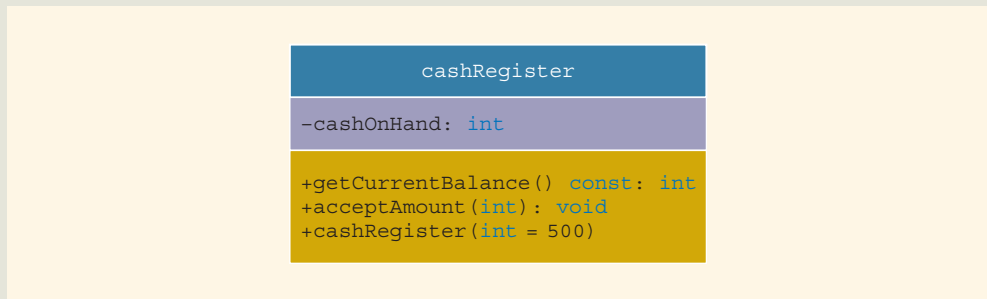 cashRegister
-cashOnHand: int
+getCurrentBalance() const: int
+acceptAmount(int): void
+cashRegister(int = 500)